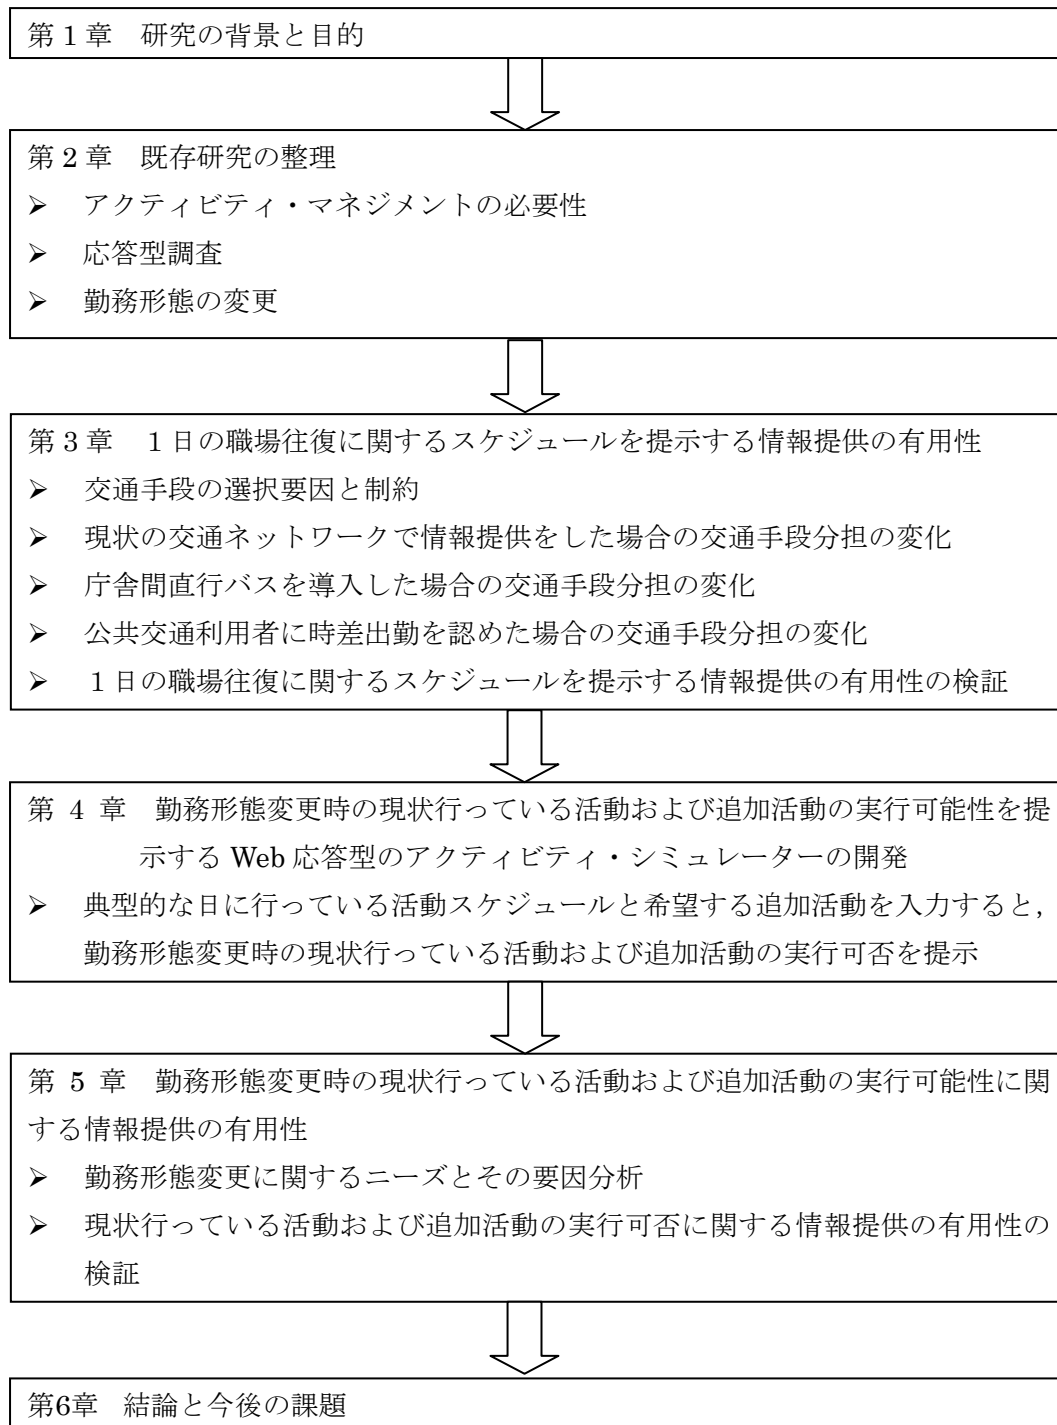 第１章　研究の背景と目的
第 2 章　既存研究の整理
➢　アクティビティ・マネジメントの必要性
➢　応答型調査
➢　勤務形態の変更
第 3 章　１日の職場往復に関するスケジュールを提示する情報提供の有用性
➢　交通手段の選択要因と制約
➢　現状の交通ネットワークで情報提供をした場合の交通手段分担の変化
➢　庁舎間直行バスを導入した場合の交通手段分担の変化
➢　公共交通利用者に時差出勤を認めた場合の交通手段分担の変化
➢　１日の職場往復に関するスケジュールを提示する情報提供の有用性の検証
第 4 章　勤務形態変更時の現状行っている活動および追加活動の実行可能性を提
示する Web 応答型のアクティビティ・シミュレーターの開発
➢　典型的な日に行っている活動スケジュールと希望する追加活動を入力すると，
勤務形態変更時の現状行っている活動および追加活動の実行可否を提示
第 5 章　勤務形態変更時の現状行っている活動および追加活動の実行可能性に関
する情報提供の有用性
➢　勤務形態変更に関するニーズとその要因分析
➢　現状行っている活動および追加活動の実行可否に関する情報提供の有用性の
検証
第6章　結論と今後の課題